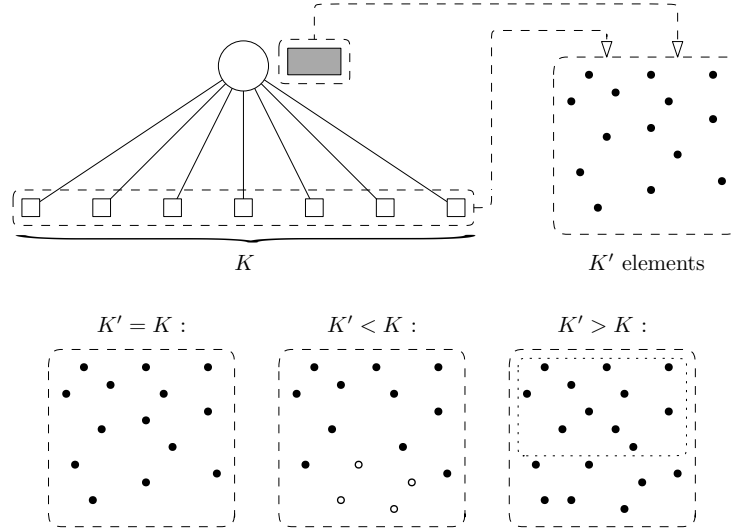 K
K′ elements
K′ = K :
K′ < K :
K′ > K :